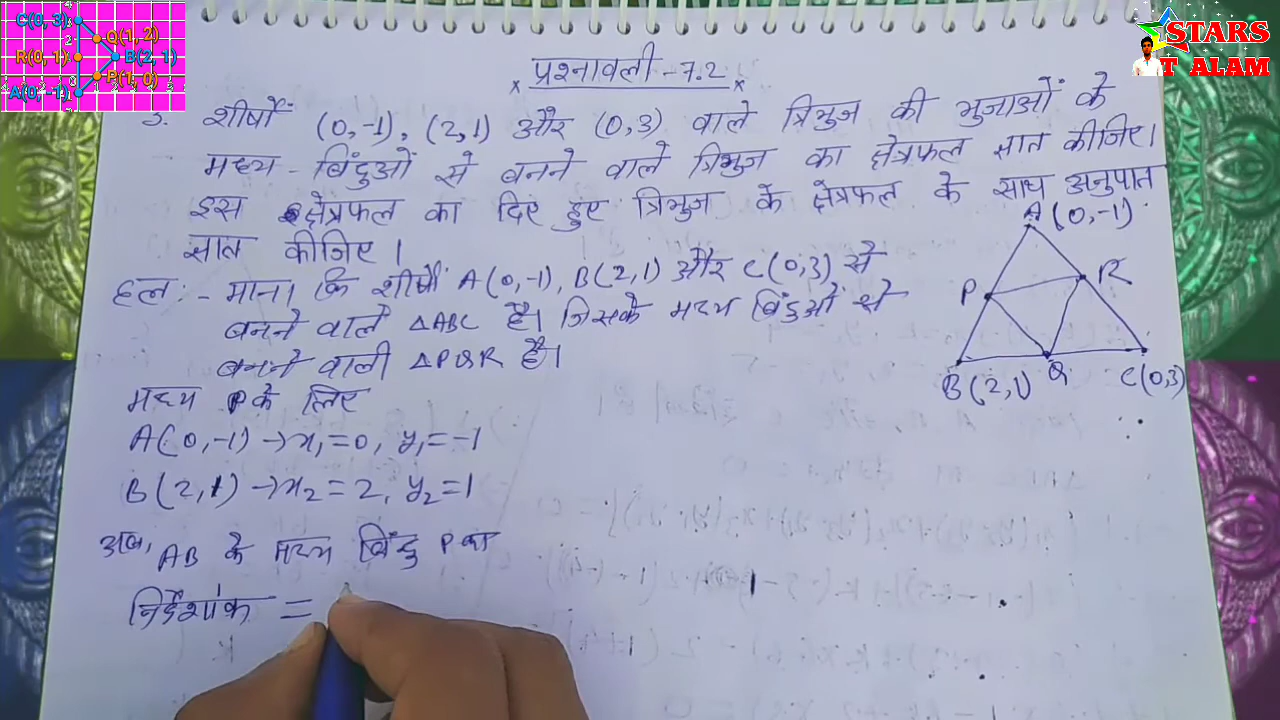 C(0, 3)
Q(1, 2)
R(0, 1)
B(2, 1)
P(1, 0)
A(0, -1)
STARS
T ALAM
× प्रश्नावली - 7.2 ×
3. शीर्षों (0,-1), (2,1) और (0,3) वाले त्रिभुज की भुजाओं के
मध्य - बिंदुओं से बनने वाले त्रिभुज का क्षेत्रफल ज्ञात कीजिए।
इस क्षेत्रफल का दिए हुए त्रिभुज के क्षेत्रफल के साथ अनुपात
ज्ञात कीजिए।
हल :- माना कि शीर्षों A(0,-1), B(2,1) और C(0,3) से
बनने वाले △ABC है। जिसके मध्य बिंदुओं से
बनने वाली △PQR है।
मध्य P के लिए
A(0,-1) → x₁=0, y₁=-1
B(2,1) → x₂=2, y₂=1
अब, AB के मध्य बिंदु P का
निर्देशांक =
A(0,-1)
P
R
B(2,1)
Q
C(0,3)